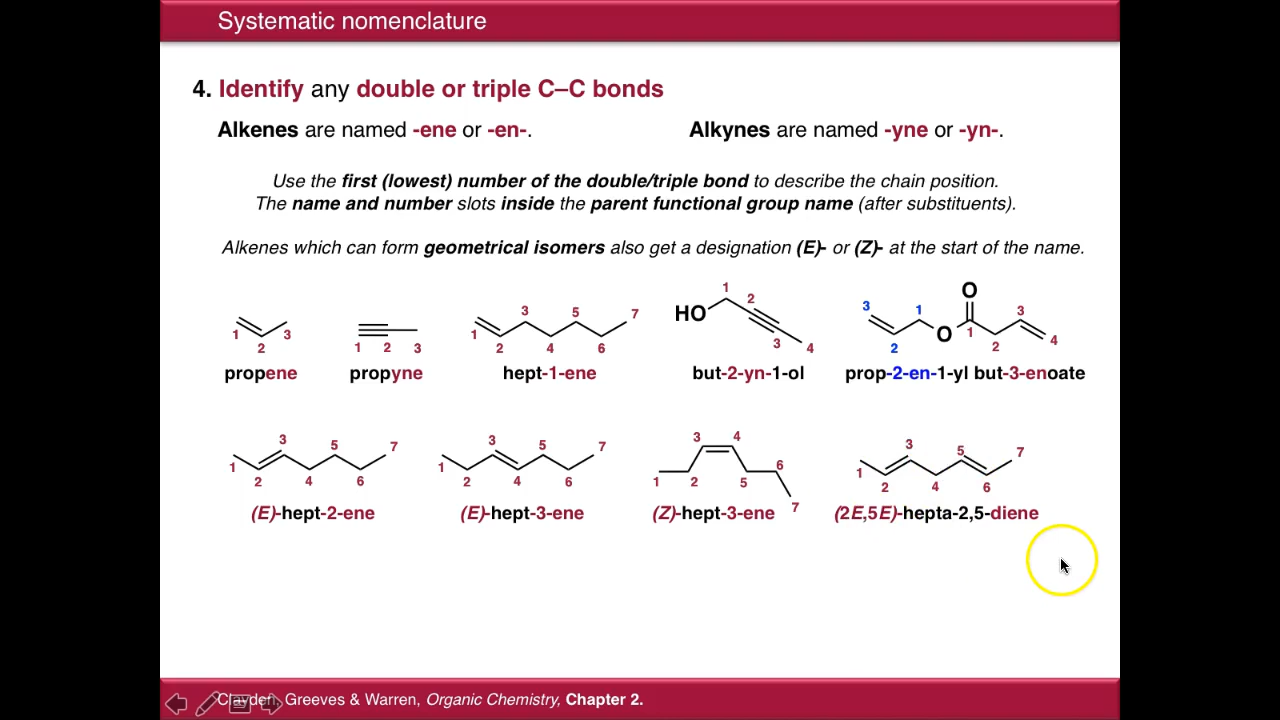 Systematic nomenclature
4. Identify any double or triple C–C bonds
Alkenes are named -ene or -en-. Alkynes are named -yne or -yn-.
Use the first (lowest) number of the double/triple bond to describe the chain position.
The name and number slots inside the parent functional group name (after substituents).
Alkenes which can form geometrical isomers also get a designation (E)- or (Z)- at the start of the name.
1 2 3
1 2 3
1 2 3 4 5 6 7
HO 1 2 3 4
3 2 1 O O 1 2 3 4
propene propyne hept-1-ene but-2-yn-1-ol prop-2-en-1-yl but-3-enoate
1 2 3 4 5 6 7
1 2 3 4 5 6 7
1 2 3 4 5 6 7
1 2 3 4 5 6 7
(E)-hept-2-ene (E)-hept-3-ene (Z)-hept-3-ene (2E,5E)-hepta-2,5-diene
Clayden, Greeves & Warren, Organic Chemistry, Chapter 2.